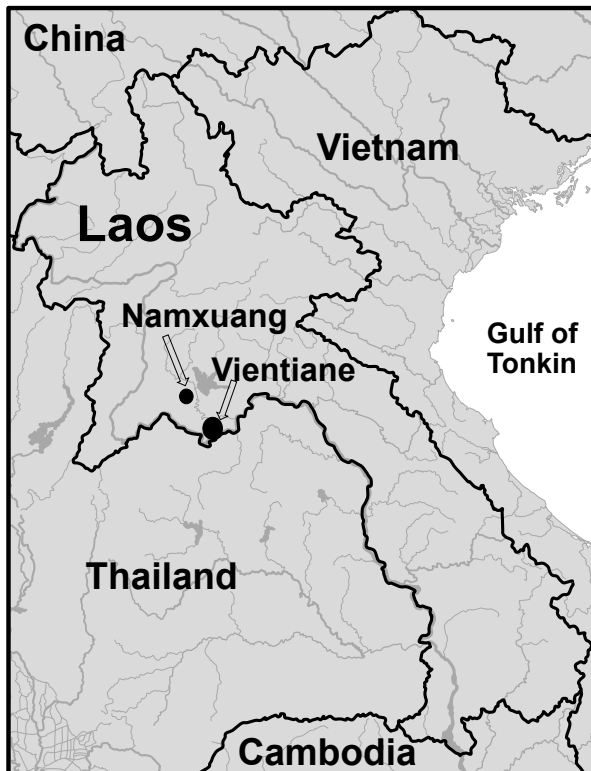 China
Vietnam
Laos
Namxuang
Vientiane
Gulf of
Tonkin
Thailand
Cambodia